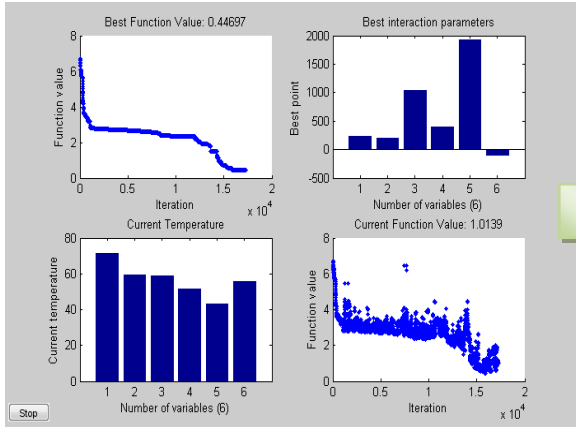 Best Function Value: 0.44697
8
6
4
2
0
Function value
0 0.5 1 1.5 2
Iteration
x 10^4
Best interaction parameters
2000
1500
1000
500
0
-500
Best point
1 2 3 4 5 6
Number of variables (6)
Current Temperature
80
60
40
20
0
Current temperature
1 2 3 4 5 6
Number of variables (6)
Current Function Value: 1.0139
8
6
4
2
0
Function value
0 0.5 1 1.5 2
Iteration
x 10^4
Stop